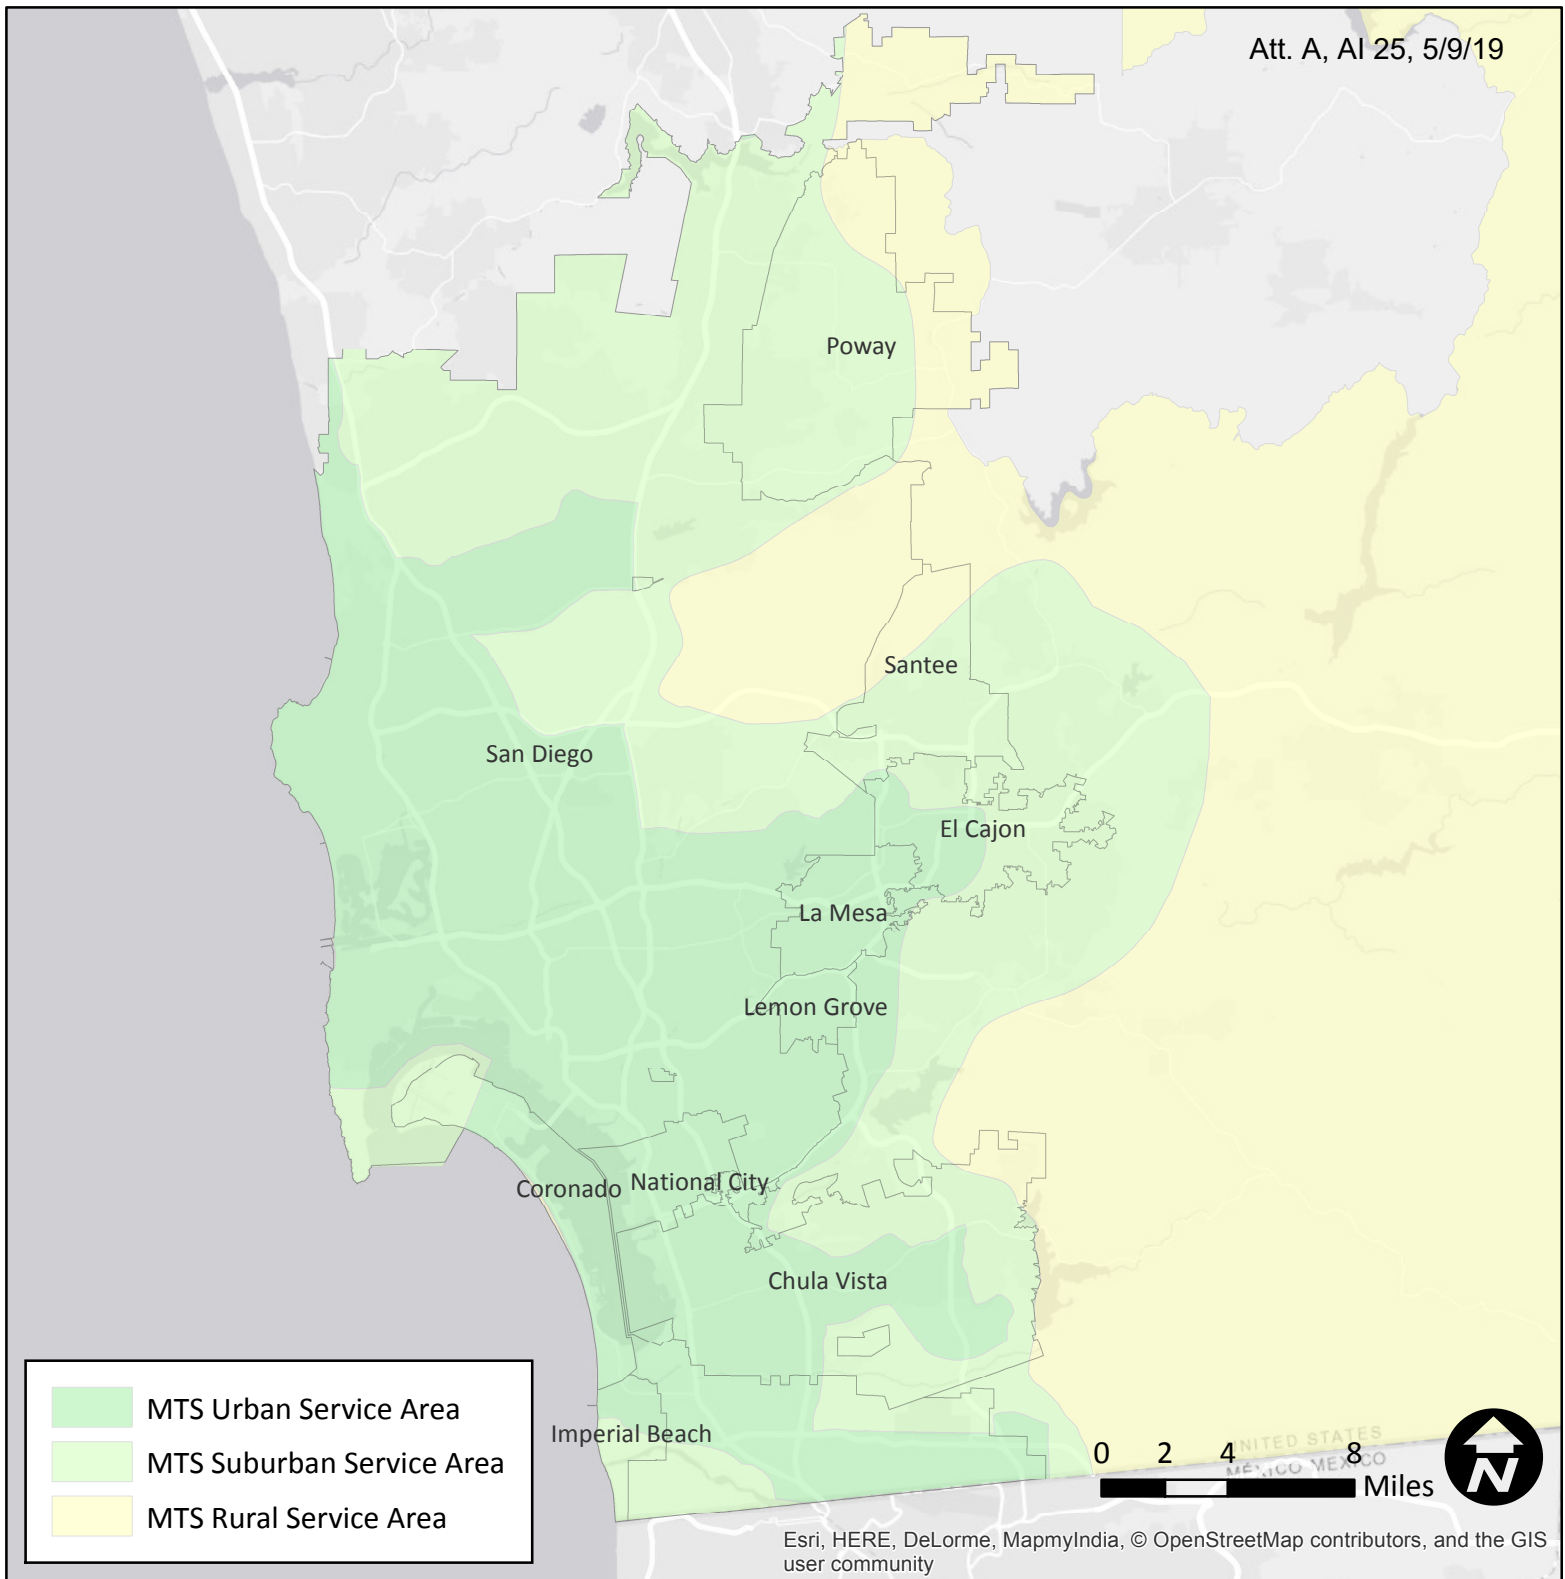 Att. A, AI 25, 5/9/19
Poway
Santee
San Diego
El Cajon
La Mesa
Lemon Grove
National City
Coronado
Chula Vista
Imperial Beach
MTS Urban Service Area
MTS Suburban Service Area
MTS Rural Service Area
UNITED STATES
MÉXICO MEXICO
0 2 4 8
Miles
N
Esri, HERE, DeLorme, MapmyIndia, © OpenStreetMap contributors, and the GIS
user community